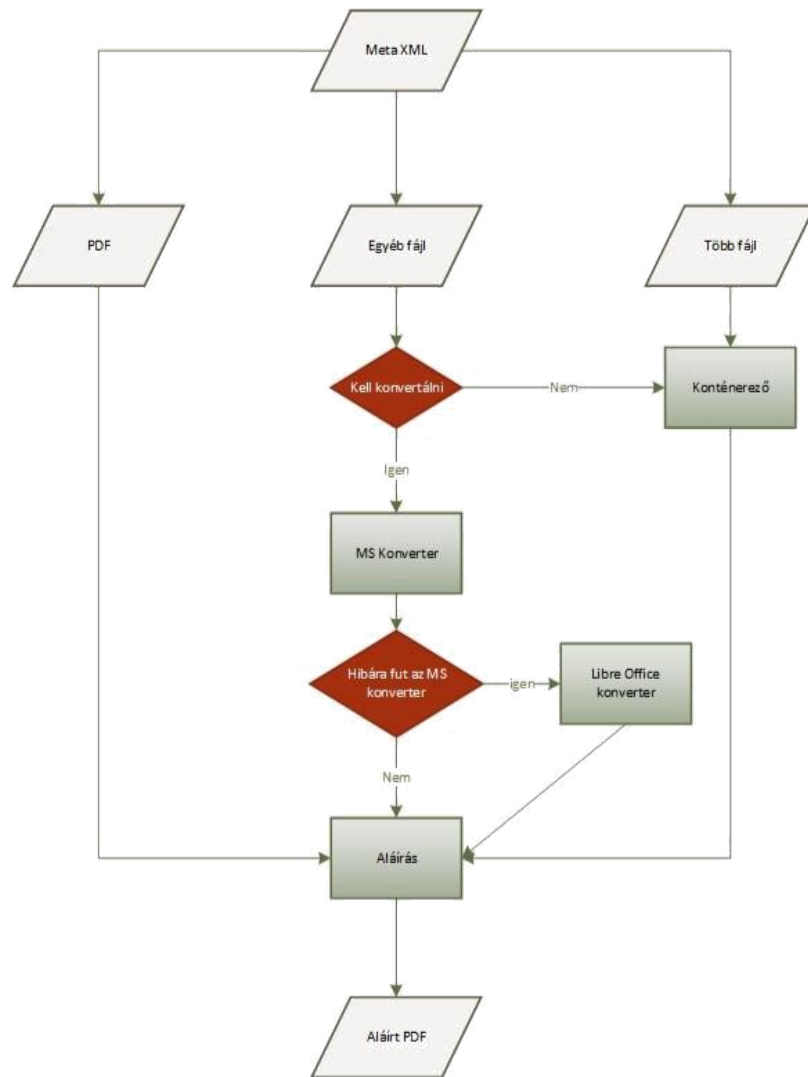 Meta XML
PDF
Egyéb fájl
Több fájl
Kell konvertálni
Nem
Konténerező
Igen
MS Konverter
Hibára fut az MS
konverter
igen
Libre Office
konverter
Nem
Aláírás
Aláírt PDF